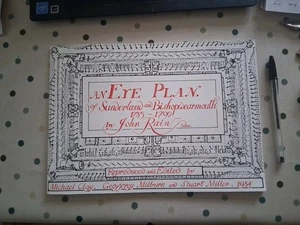 AN EYE PLAN.
of Sunderland and Bishopwearmouth
1785 - 1790
by John Rain
Reproduced and Edited by
Michael Clay, Geoffrey Milburn and Stuart Miller. 1984